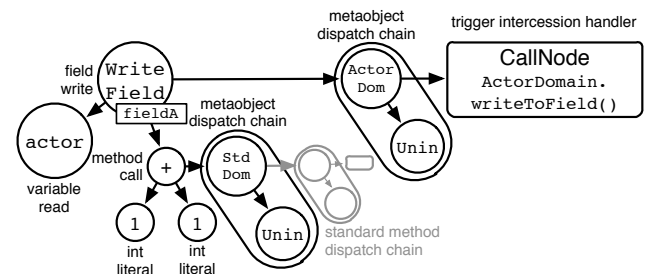 metaobject
dispatch chain
trigger intercession handler
field
write
Write
Field
fieldA
Actor
Dom
Unin
CallNode
ActorDomain.
writeToField()
metaobject
dispatch chain
actor
variable
read
method
call
+
Std
Dom
Unin
standard method
dispatch chain
1
1
int
literal
int
literal